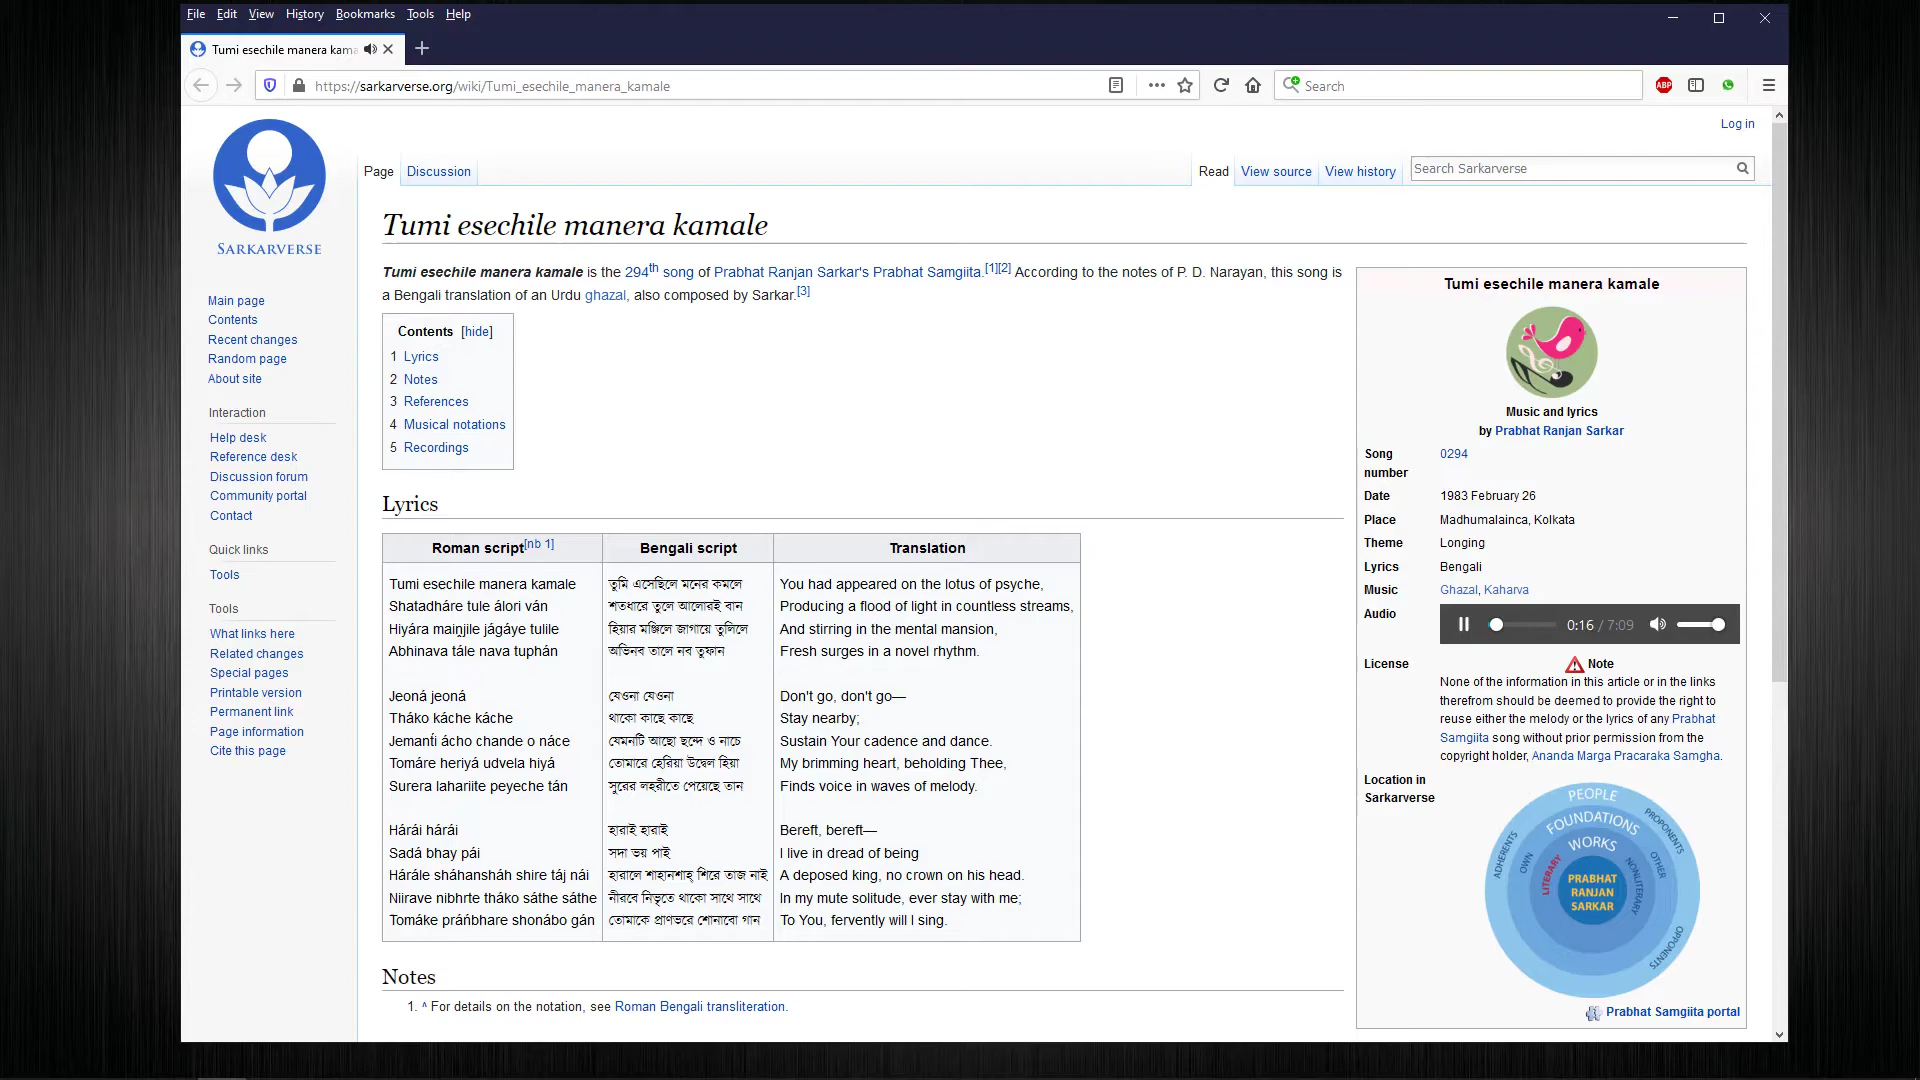 File Edit View History Bookmarks Tools Help
Tumi esechile manera kama
https://sarkarverse.org/wiki/Tumi_esechile_manera_kamale
Search
ABP
Log in
SARKARVERSE
Page Discussion
Read View source View history
Search Sarkarverse
Main page
Contents
Recent changes
Random page
About site
Interaction
Help desk
Reference desk
Discussion forum
Community portal
Contact
Quick links
Tools
Tools
What links here
Related changes
Special pages
Printable version
Permanent link
Page information
Cite this page
Tumi esechile manera kamale
Tumi esechile manera kamale is the 294th song of Prabhat Ranjan Sarkar's Prabhat Samgiita.[1][2] According to the notes of P. D. Narayan, this song is
a Bengali translation of an Urdu ghazal, also composed by Sarkar.[3]
Contents [hide]
1 Lyrics
2 Notes
3 References
4 Musical notations
5 Recordings
Lyrics
Roman script[nb 1] Bengali script Translation
Tumi esechile manera kamale তুমি এসেছিলে মনের কমলে You had appeared on the lotus of psyche,
Shatadháre tule álori ván শতধারে তুলে আলোরই বান Producing a flood of light in countless streams,
Hiyára maiṋjile jágáye tulile হিয়ার মঞ্জিলে জাগায়ে তুলিলে And stirring in the mental mansion,
Abhinava tále nava tuphán অভিনব তালে নব তুফান Fresh surges in a novel rhythm.
Jeoná jeoná যেওনা যেওনা Don't go, don't go—
Tháko káche káche থাকো কাছে কাছে Stay nearby;
Jemant́i ácho chande o náce যেমনটি আছো ছন্দে ও নাচে Sustain Your cadence and dance.
Tomáre heriyá udvela hiyá তোমারে হেরিয়া উদ্বেল হিয়া My brimming heart, beholding Thee,
Surera lahariite peyeche tán সুরের লহরীতে পেয়েছে তান Finds voice in waves of melody.
Hárái hárái হারাই হারাই Bereft, bereft—
Sadá bhay pái সদা ভয় পাই I live in dread of being
Hárále sháhansháh shire táj nái হারালে শাহানশাহ্ শিরে তাজ নাই A deposed king, no crown on his head.
Niirave nibhrte tháko sáthe sáthe নীরবে নিভৃতে থাকো সাথে সাথে In my mute solitude, ever stay with me;
Tomáke práńbhare shonábo gán তোমাকে প্রাণভরে শোনাবো গান To You, fervently will I sing.
Notes
1. ^ For details on the notation, see Roman Bengali transliteration.
Tumi esechile manera kamale
Music and lyrics
by Prabhat Ranjan Sarkar
Song number 0294
Date 1983 February 26
Place Madhumalainca, Kolkata
Theme Longing
Lyrics Bengali
Music Ghazal, Kaharva
Audio 0:16 / 7:09
License Note
None of the information in this article or in the links
therefrom should be deemed to provide the right to
reuse either the melody or the lyrics of any Prabhat
Samgiita song without prior permission from the
copyright holder, Ananda Marga Pracaraka Samgha.
Location in
Sarkarverse
PEOPLE
ADHERENTS
PROPONENTS
OPPONENTS
FOUNDATIONS
OWN
OTHER
WORKS
LITERARY
NONLITERARY
PRABHAT
RANJAN
SARKAR
Prabhat Samgiita portal